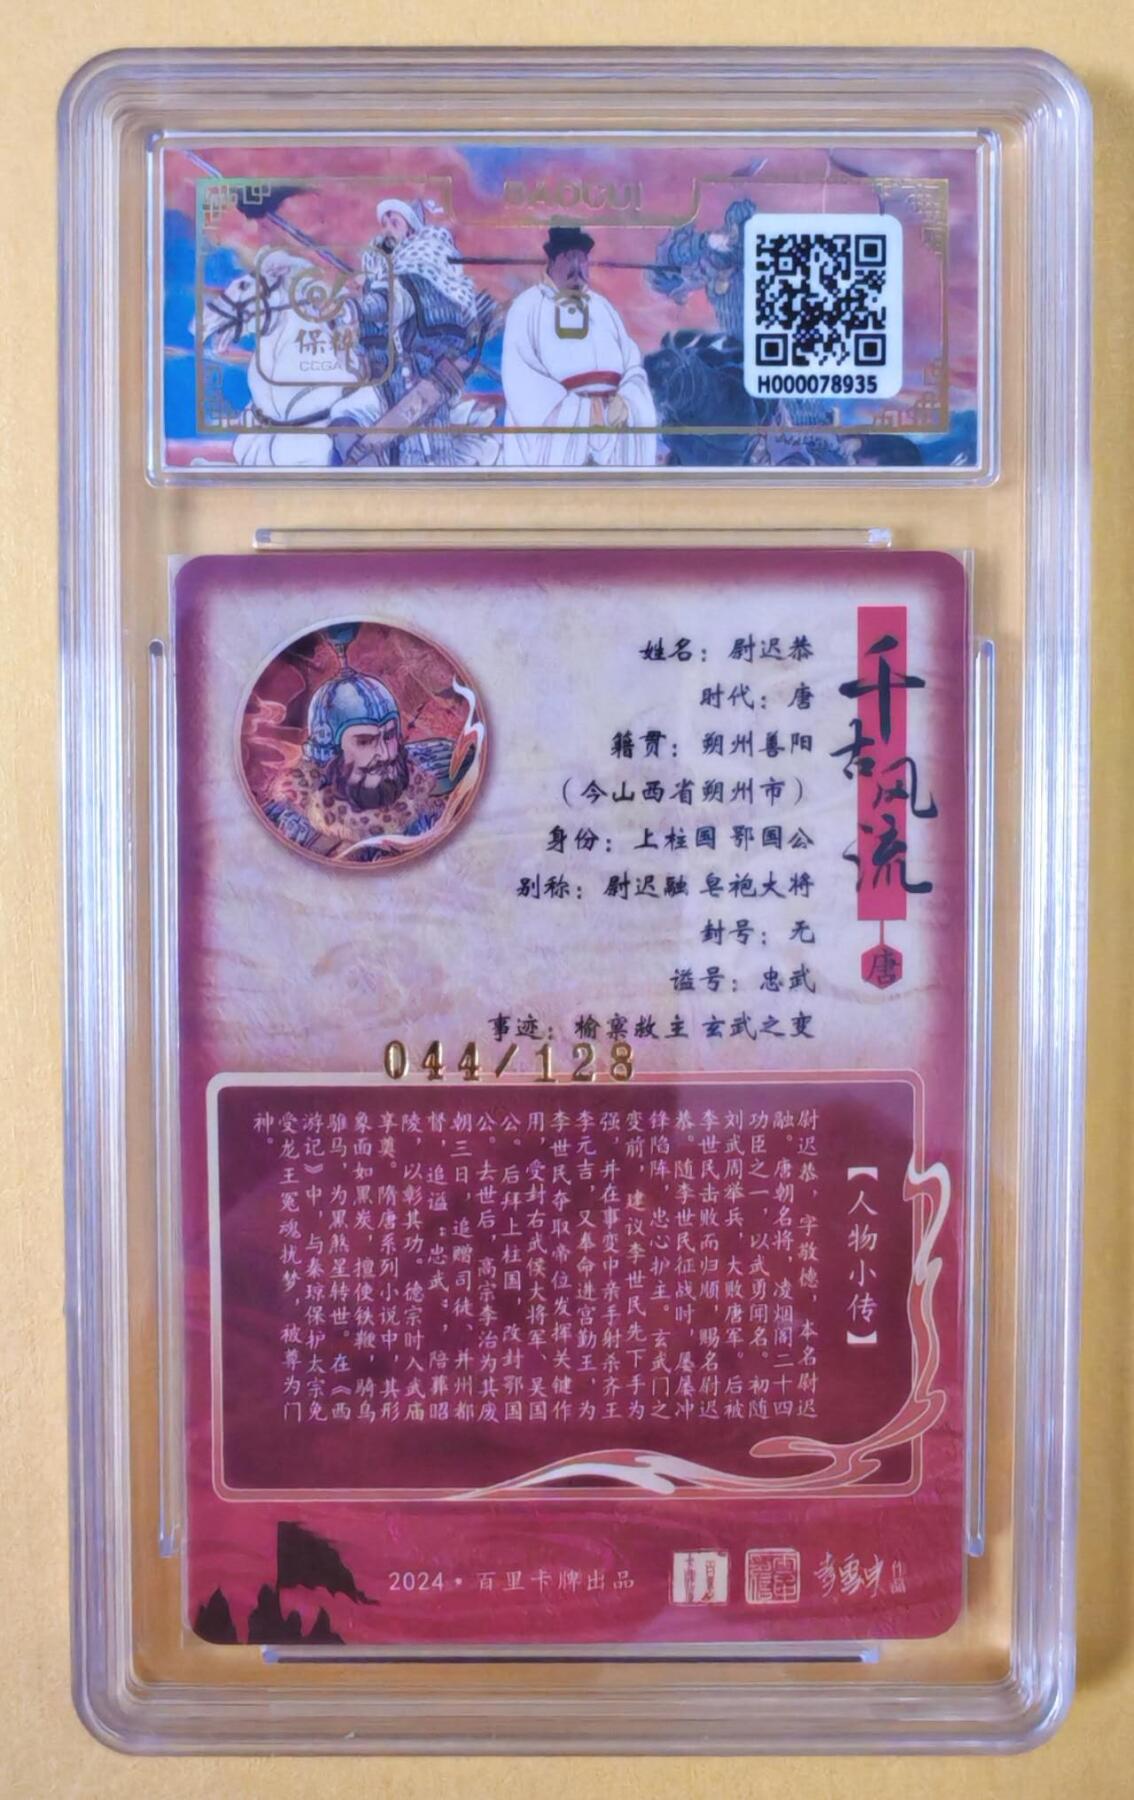 BAOCUI
保粹
CCGA
H000078935
千古风流
唐
姓名：尉迟恭
时代：唐
籍贯：朔州善阳
（今山西省朔州市）
身份：上柱国 鄂国公
别称：尉迟融 皂袍大将
封号：无
谥号：忠武
事迹：榆窠救主 玄武之变
044/128
【人物小传】
尉迟恭，字敬德，本名尉迟
融。唐朝名将，凌烟阁二十四
功臣之一，以武勇闻名。初随
刘武周举兵，大败唐军。后被
李世民击败而归顺，赐名尉迟
恭。随李世民征战时，屡屡冲
锋陷阵，忠心护主。玄武门之
变前，建议李世民先下手为
强，并在事变中亲手射杀齐王
李元吉，又奉命进宫勤王，为
李世民夺取帝位发挥关键作
用，受封右武侯大将军、吴国
公。后拜上柱国，改封鄂国
公。去世后，高宗李治为其废
朝三日，追赠司徒、并州都
督，追谥“忠武”，陪葬昭
陵，以彰其功。德宗时入武庙
享奠。隋唐系列小说中，其形
象面如黑炭，擅使铁鞭，骑乌
骓马，为黑煞星转世。在《西
游记》中，与秦琼保护太宗免
受龙王冤魂扰梦，被尊为门
神。
2024·百里卡牌出品
作品